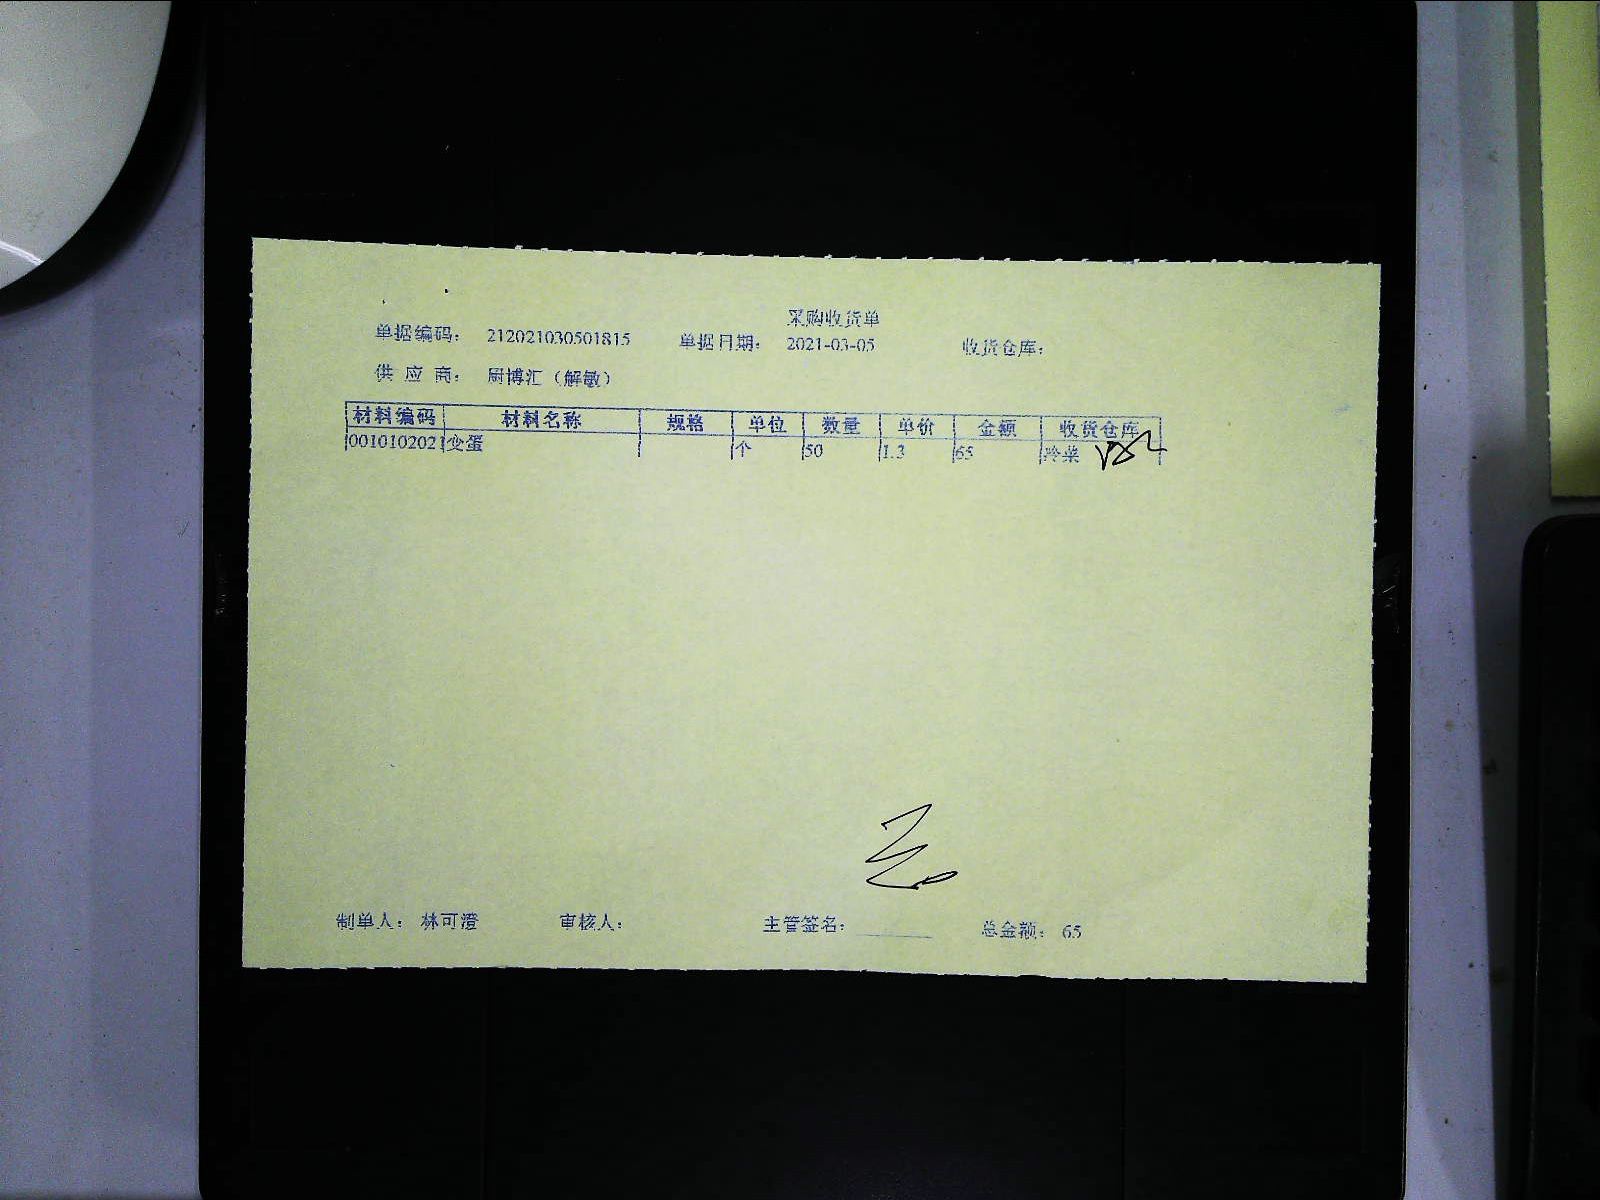 采购收货单
单据编码： 212021030501815 单据日期： 2021-03-05 收货仓库：
供 应 商： 厨博汇（解敏）
材料编码 材料名称 规格 单位 数量 单价 金额 收货仓库
0010102021 变蛋 个 50 1.3 65 冷菜
制单人： 林可澄 审核人： 主管签名： 总金额： 65